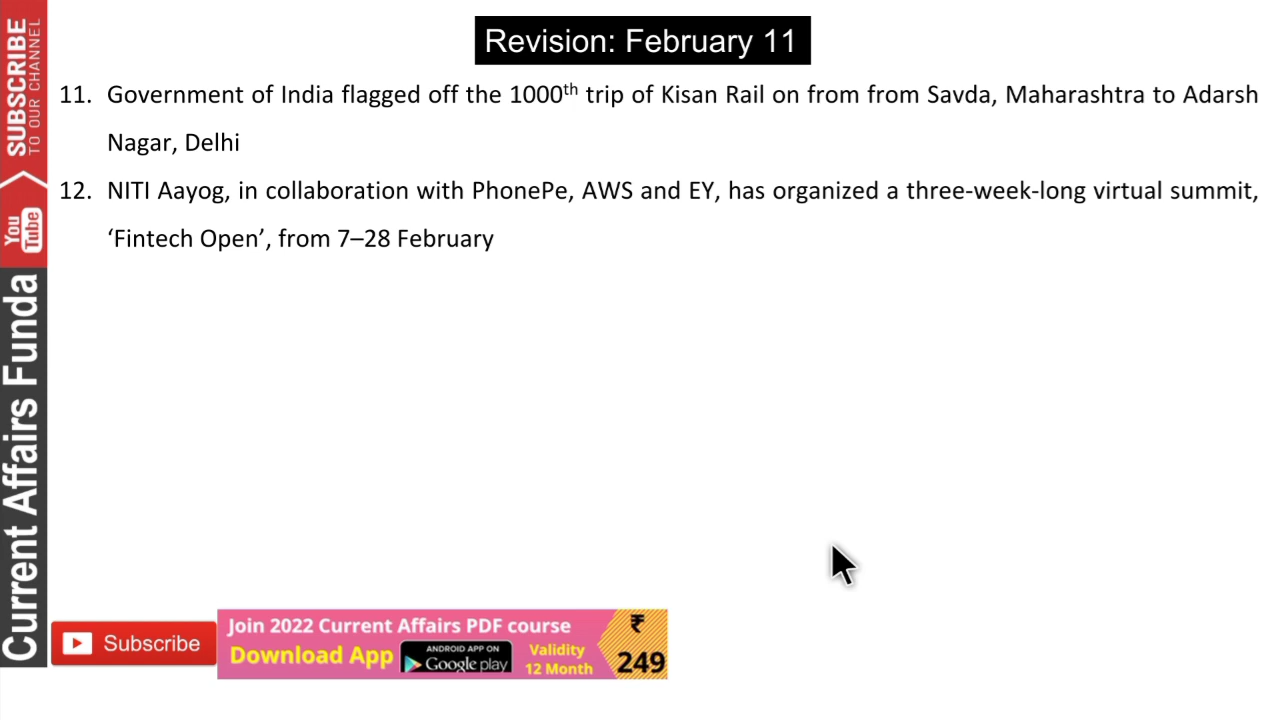 Revision: February 11
11. Government of India flagged off the 1000th trip of Kisan Rail on from from Savda, Maharashtra to Adarsh
Nagar, Delhi
12. NITI Aayog, in collaboration with PhonePe, AWS and EY, has organized a three-week-long virtual summit,
‘Fintech Open’, from 7–28 February
SUBSCRIBE
TO OUR CHANNEL
You
Tube
Current Affairs Funda
Subscribe
Join 2022 Current Affairs PDF course
Download App
ANDROID APP ON
Google play
Validity
12 Month
₹
249